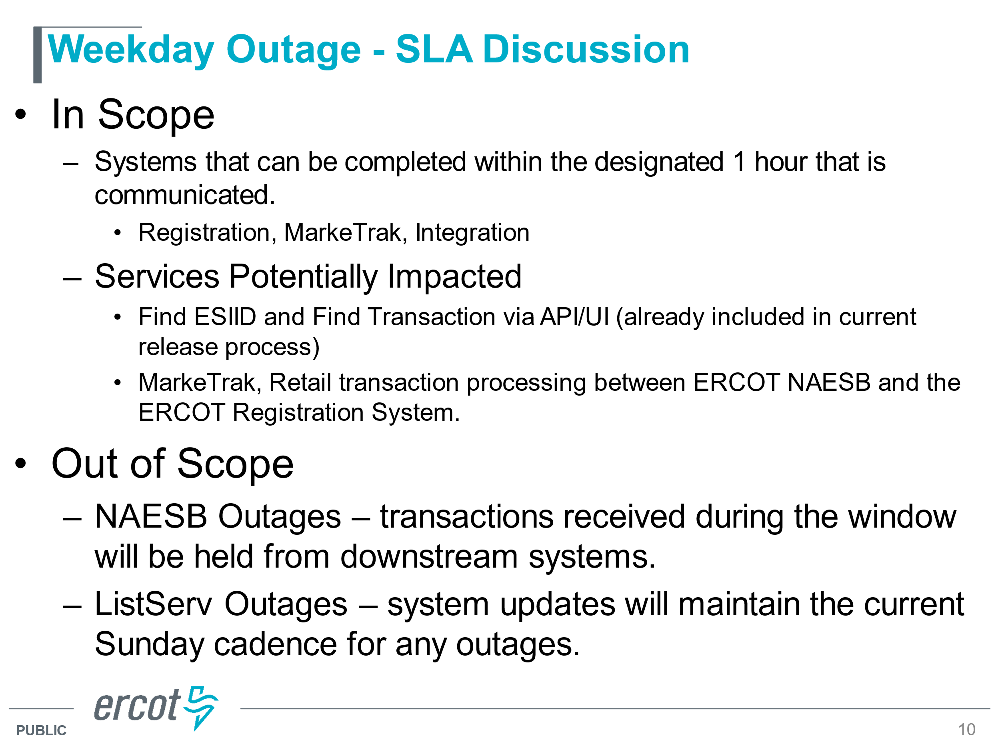 Weekday Outage - SLA Discussion
• In Scope
– Systems that can be completed within the designated 1 hour that is
communicated.
• Registration, MarkeTrak, Integration
– Services Potentially Impacted
• Find ESIID and Find Transaction via API/UI (already included in current
release process)
• MarkeTrak, Retail transaction processing between ERCOT NAESB and the
ERCOT Registration System.
• Out of Scope
– NAESB Outages – transactions received during the window
will be held from downstream systems.
– ListServ Outages – system updates will maintain the current
Sunday cadence for any outages.
ercot
PUBLIC
10